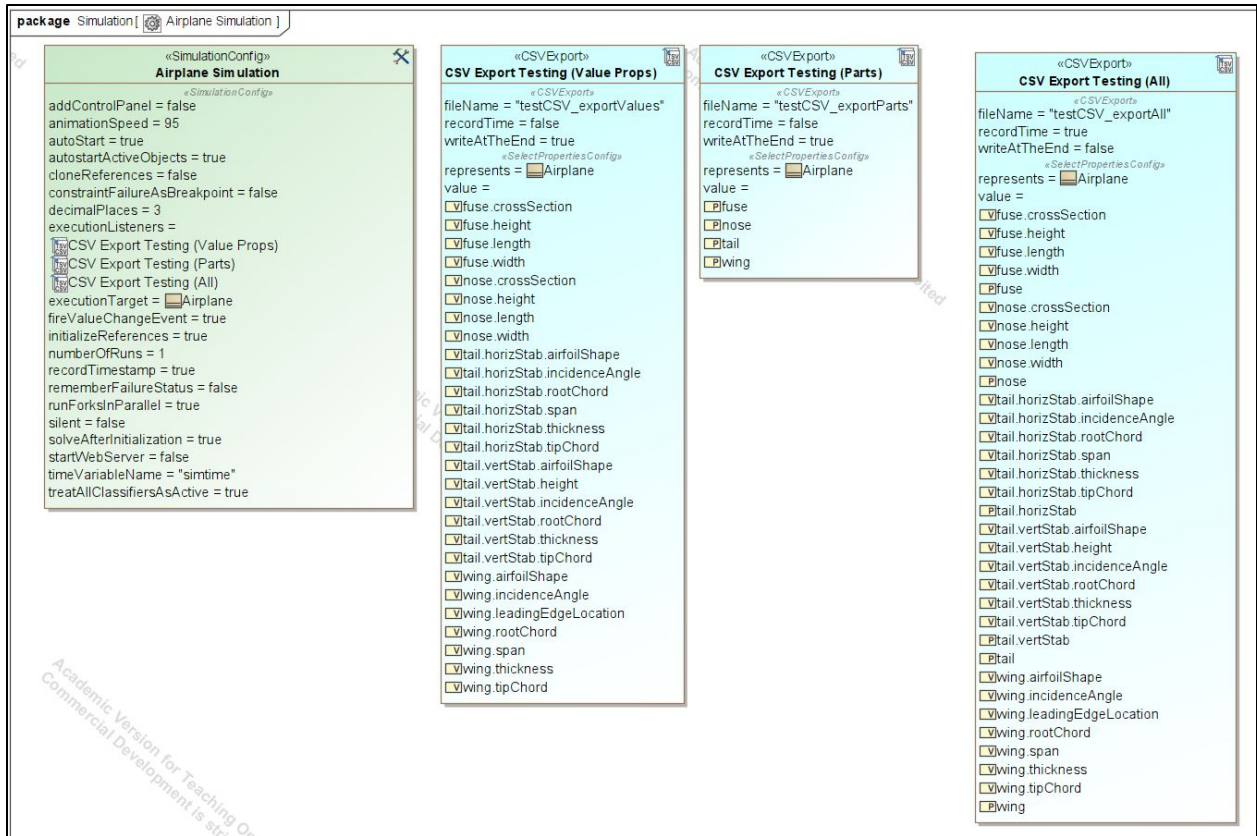 package Simulation [ Airplane Simulation ]
«SimulationConfig»
Airplane Simulation
«SimulationConfig»
addControlPanel = false
animationSpeed = 95
autoStart = true
autostartActiveObjects = true
cloneReferences = false
constraintFailureAsBreakpoint = false
decimalPlaces = 3
executionListeners =
CSV Export Testing (Value Props)
CSV Export Testing (Parts)
CSV Export Testing (All)
executionTarget = Airplane
fireValueChangeEvent = true
initializeReferences = true
numberOfRuns = 1
recordTimestamp = true
rememberFailureStatus = false
runForksInParallel = true
silent = false
solveAfterInitialization = true
startWebServer = false
timeVariableName = "simtime"
treatAllClassifiersAsActive = true
«CSVExport»
CSV Export Testing (Value Props)
«CSVExport»
fileName = "testCSV_exportValues"
recordTime = false
writeAtTheEnd = true
«SelectPropertiesConfig»
represents = Airplane
value =
fuse.crossSection
fuse.height
fuse.length
fuse.width
nose.crossSection
nose.height
nose.length
nose.width
tail.horizStab.airfoilShape
tail.horizStab.incidenceAngle
tail.horizStab.rootChord
tail.horizStab.span
tail.horizStab.thickness
tail.horizStab.tipChord
tail.vertStab.airfoilShape
tail.vertStab.height
tail.vertStab.incidenceAngle
tail.vertStab.rootChord
tail.vertStab.thickness
tail.vertStab.tipChord
wing.airfoilShape
wing.incidenceAngle
wing.leadingEdgeLocation
wing.rootChord
wing.span
wing.thickness
wing.tipChord
«CSVExport»
CSV Export Testing (Parts)
«CSVExport»
fileName = "testCSV_exportParts"
recordTime = false
writeAtTheEnd = true
«SelectPropertiesConfig»
represents = Airplane
value =
fuse
nose
tail
wing
«CSVExport»
CSV Export Testing (All)
«CSVExport»
fileName = "testCSV_exportAll"
recordTime = true
writeAtTheEnd = false
«SelectPropertiesConfig»
represents = Airplane
value =
fuse.crossSection
fuse.height
fuse.length
fuse.width
fuse
nose.crossSection
nose.height
nose.length
nose.width
nose
tail.horizStab.airfoilShape
tail.horizStab.incidenceAngle
tail.horizStab.rootChord
tail.horizStab.span
tail.horizStab.thickness
tail.horizStab.tipChord
tail.horizStab
tail.vertStab.airfoilShape
tail.vertStab.height
tail.vertStab.incidenceAngle
tail.vertStab.rootChord
tail.vertStab.thickness
tail.vertStab.tipChord
tail.vertStab
tail
wing.airfoilShape
wing.incidenceAngle
wing.leadingEdgeLocation
wing.rootChord
wing.span
wing.thickness
wing.tipChord
wing
Academic Version for Teaching
Commercial Development is